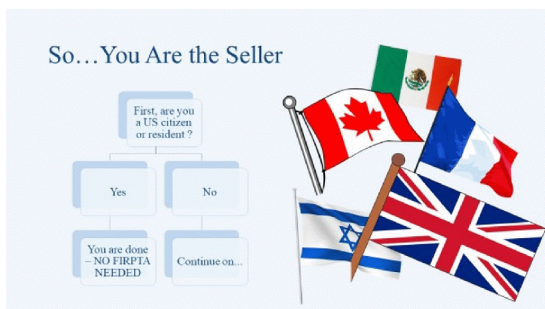 So…You Are the Seller
First, are you
a US citizen
or resident ?
Yes
No
You are done
– NO FIRPTA
NEEDED
Continue on...